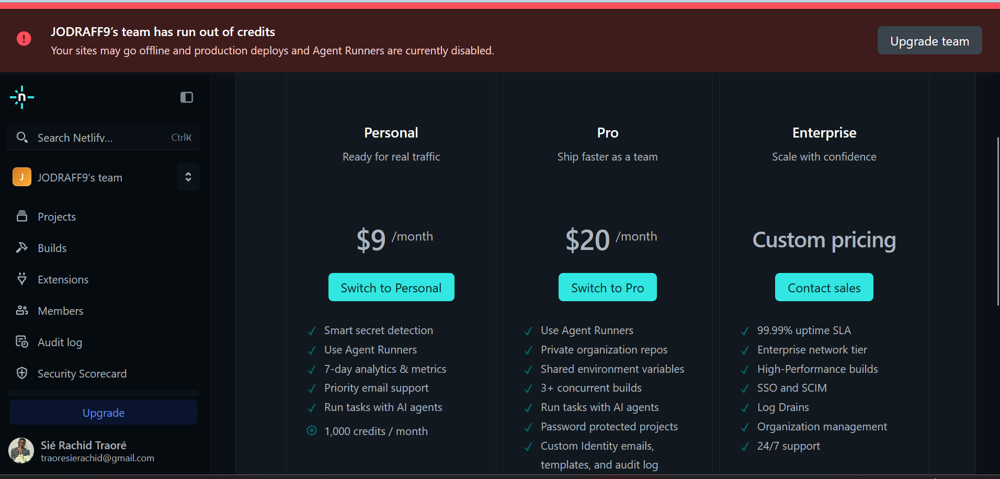 JODRAFF9's team has run out of credits
Your sites may go offline and production deploys and Agent Runners are currently disabled.
Upgrade team
n
Search Netlify...
CtrlK
J
JODRAFF9's team
Projects
Builds
Extensions
Members
Audit log
Security Scorecard
Upgrade
Sié Rachid Traoré
traoresierachid@gmail.com
Personal
Ready for real traffic
$9 /month
Switch to Personal
Smart secret detection
Use Agent Runners
7-day analytics & metrics
Priority email support
Run tasks with AI agents
1,000 credits / month
Pro
Ship faster as a team
$20 /month
Switch to Pro
Use Agent Runners
Private organization repos
Shared environment variables
3+ concurrent builds
Run tasks with AI agents
Password protected projects
Custom Identity emails,
templates, and audit log
Enterprise
Scale with confidence
Custom pricing
Contact sales
99.99% uptime SLA
Enterprise network tier
High-Performance builds
SSO and SCIM
Log Drains
Organization management
24/7 support